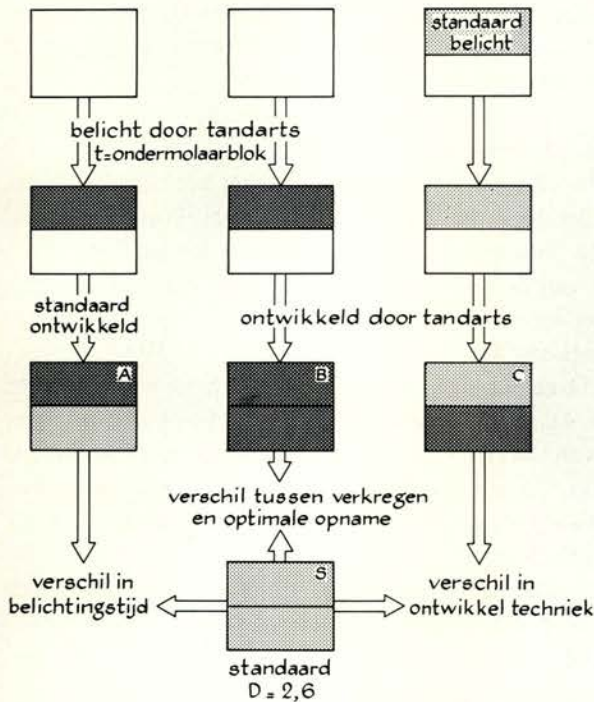 standaard
belicht
belicht door tandarts
t=ondermolaarblok
standaard
ontwikkeld
ontwikkeld door tandarts
A
B
C
verschil tussen verkregen
en optimale opname
verschil in
belichtingstijd
S
verschil in
ontwikkel techniek
standaard
D = 2,6